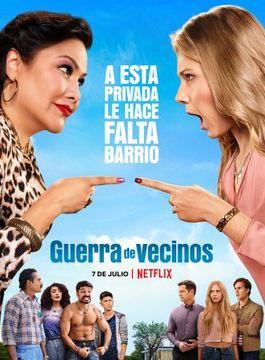 A ESTA
PRIVADA
LE HACE
FALTA
BARRIO
Guerra de vecinos
7 DE JULIO | NETFLIX